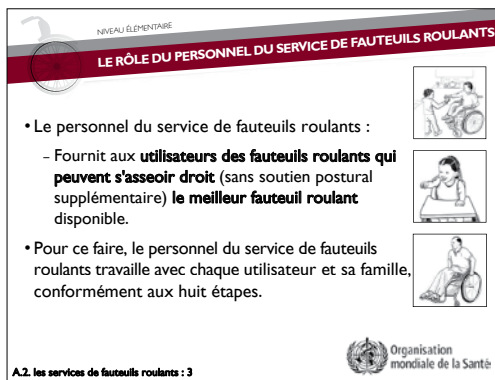 NIVEAU ÉLÉMENTAIRE
LE RÔLE DU PERSONNEL DU SERVICE DE FAUTEUILS ROULANTS
• Le personnel du service de fauteuils roulants :
- Fournit aux utilisateurs des fauteuils roulants qui
peuvent s'asseoir droit (sans soutien postural
supplémentaire) le meilleur fauteuil roulant
disponible.
• Pour ce faire, le personnel du service de fauteuils
roulants travaille avec chaque utilisateur et sa famille,
conformément aux huit étapes.
Organisation
mondiale de la Santé
A.2. les services de fauteuils roulants : 3